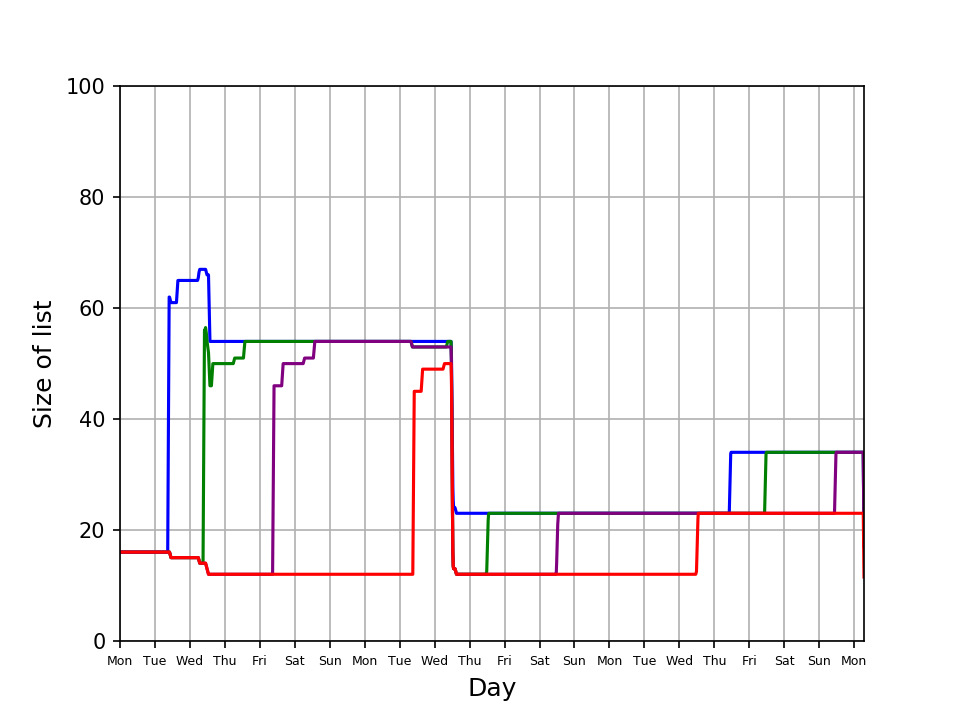 100
80
60
40
20
0
Size of list
Mon Tue Wed Thu Fri Sat Sun Mon Tue Wed Thu Fri Sat Sun Mon Tue Wed Thu Fri Sat Sun Mon
Day